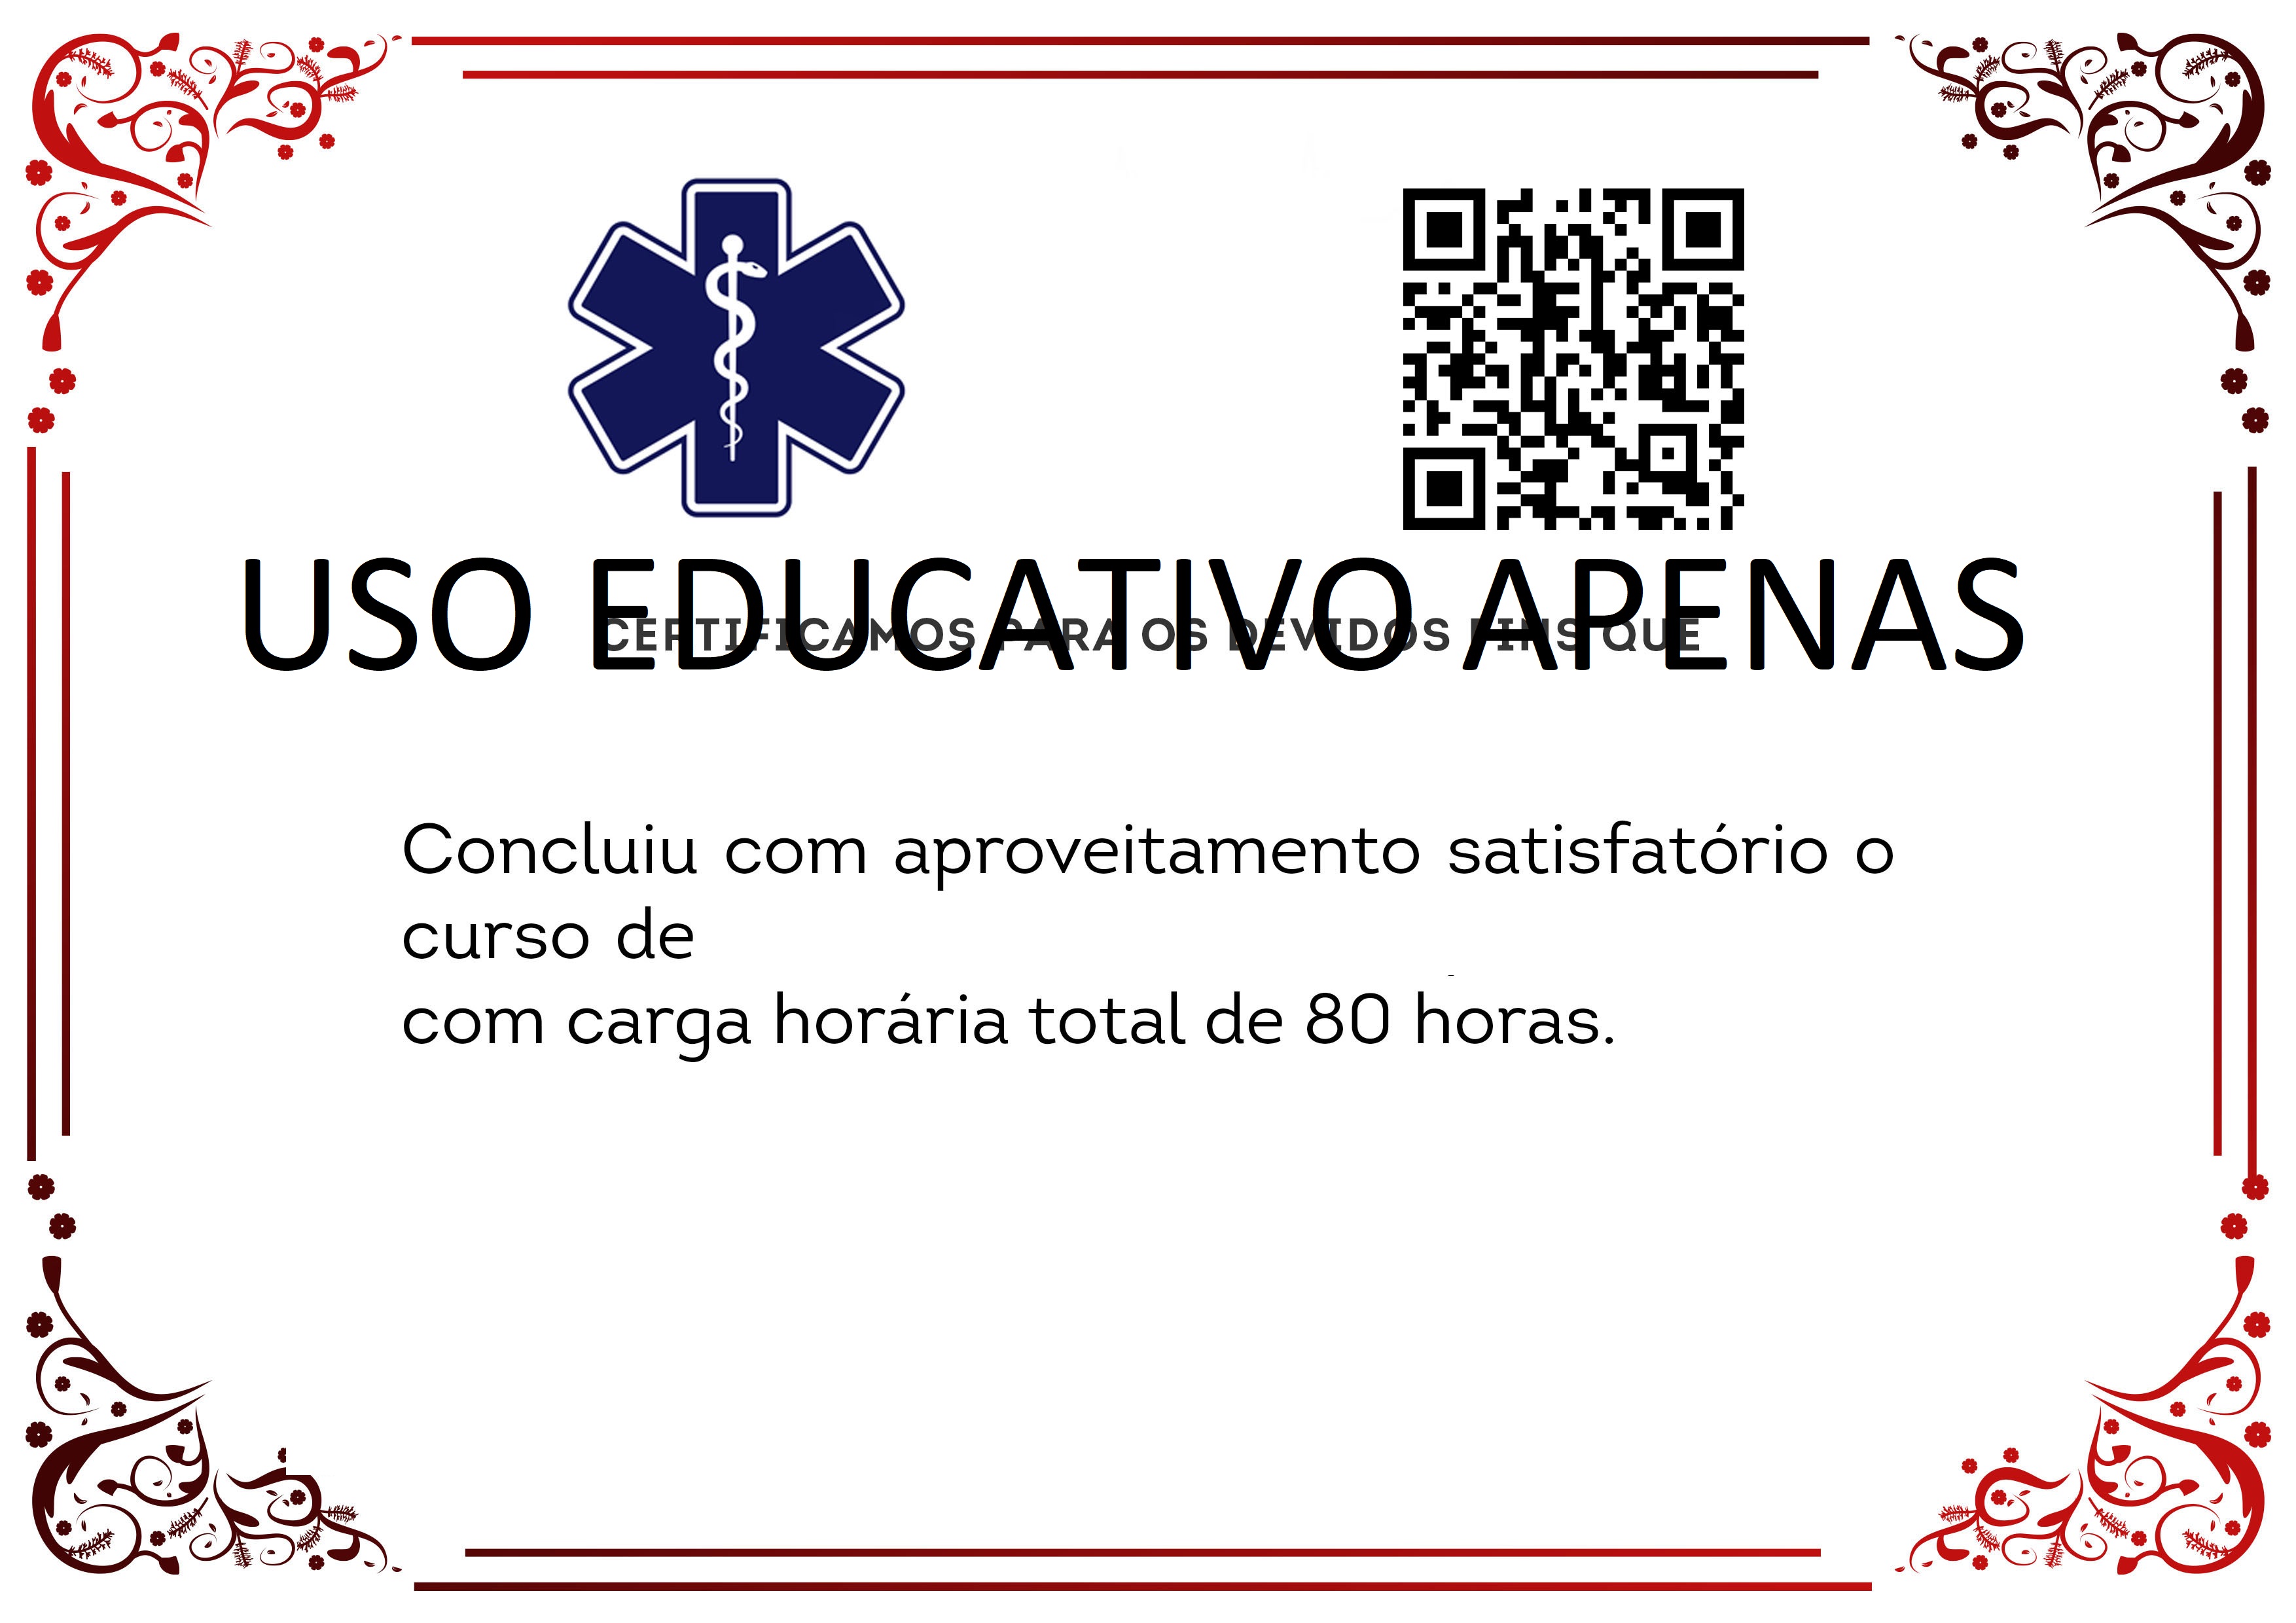 USO EDUCATIVO APENAS
CERTIFICAMOS PARA OS DEVIDOS FINS QUE
Concluiu com aproveitamento satisfatório o
curso de
com carga horária total de 80 horas.